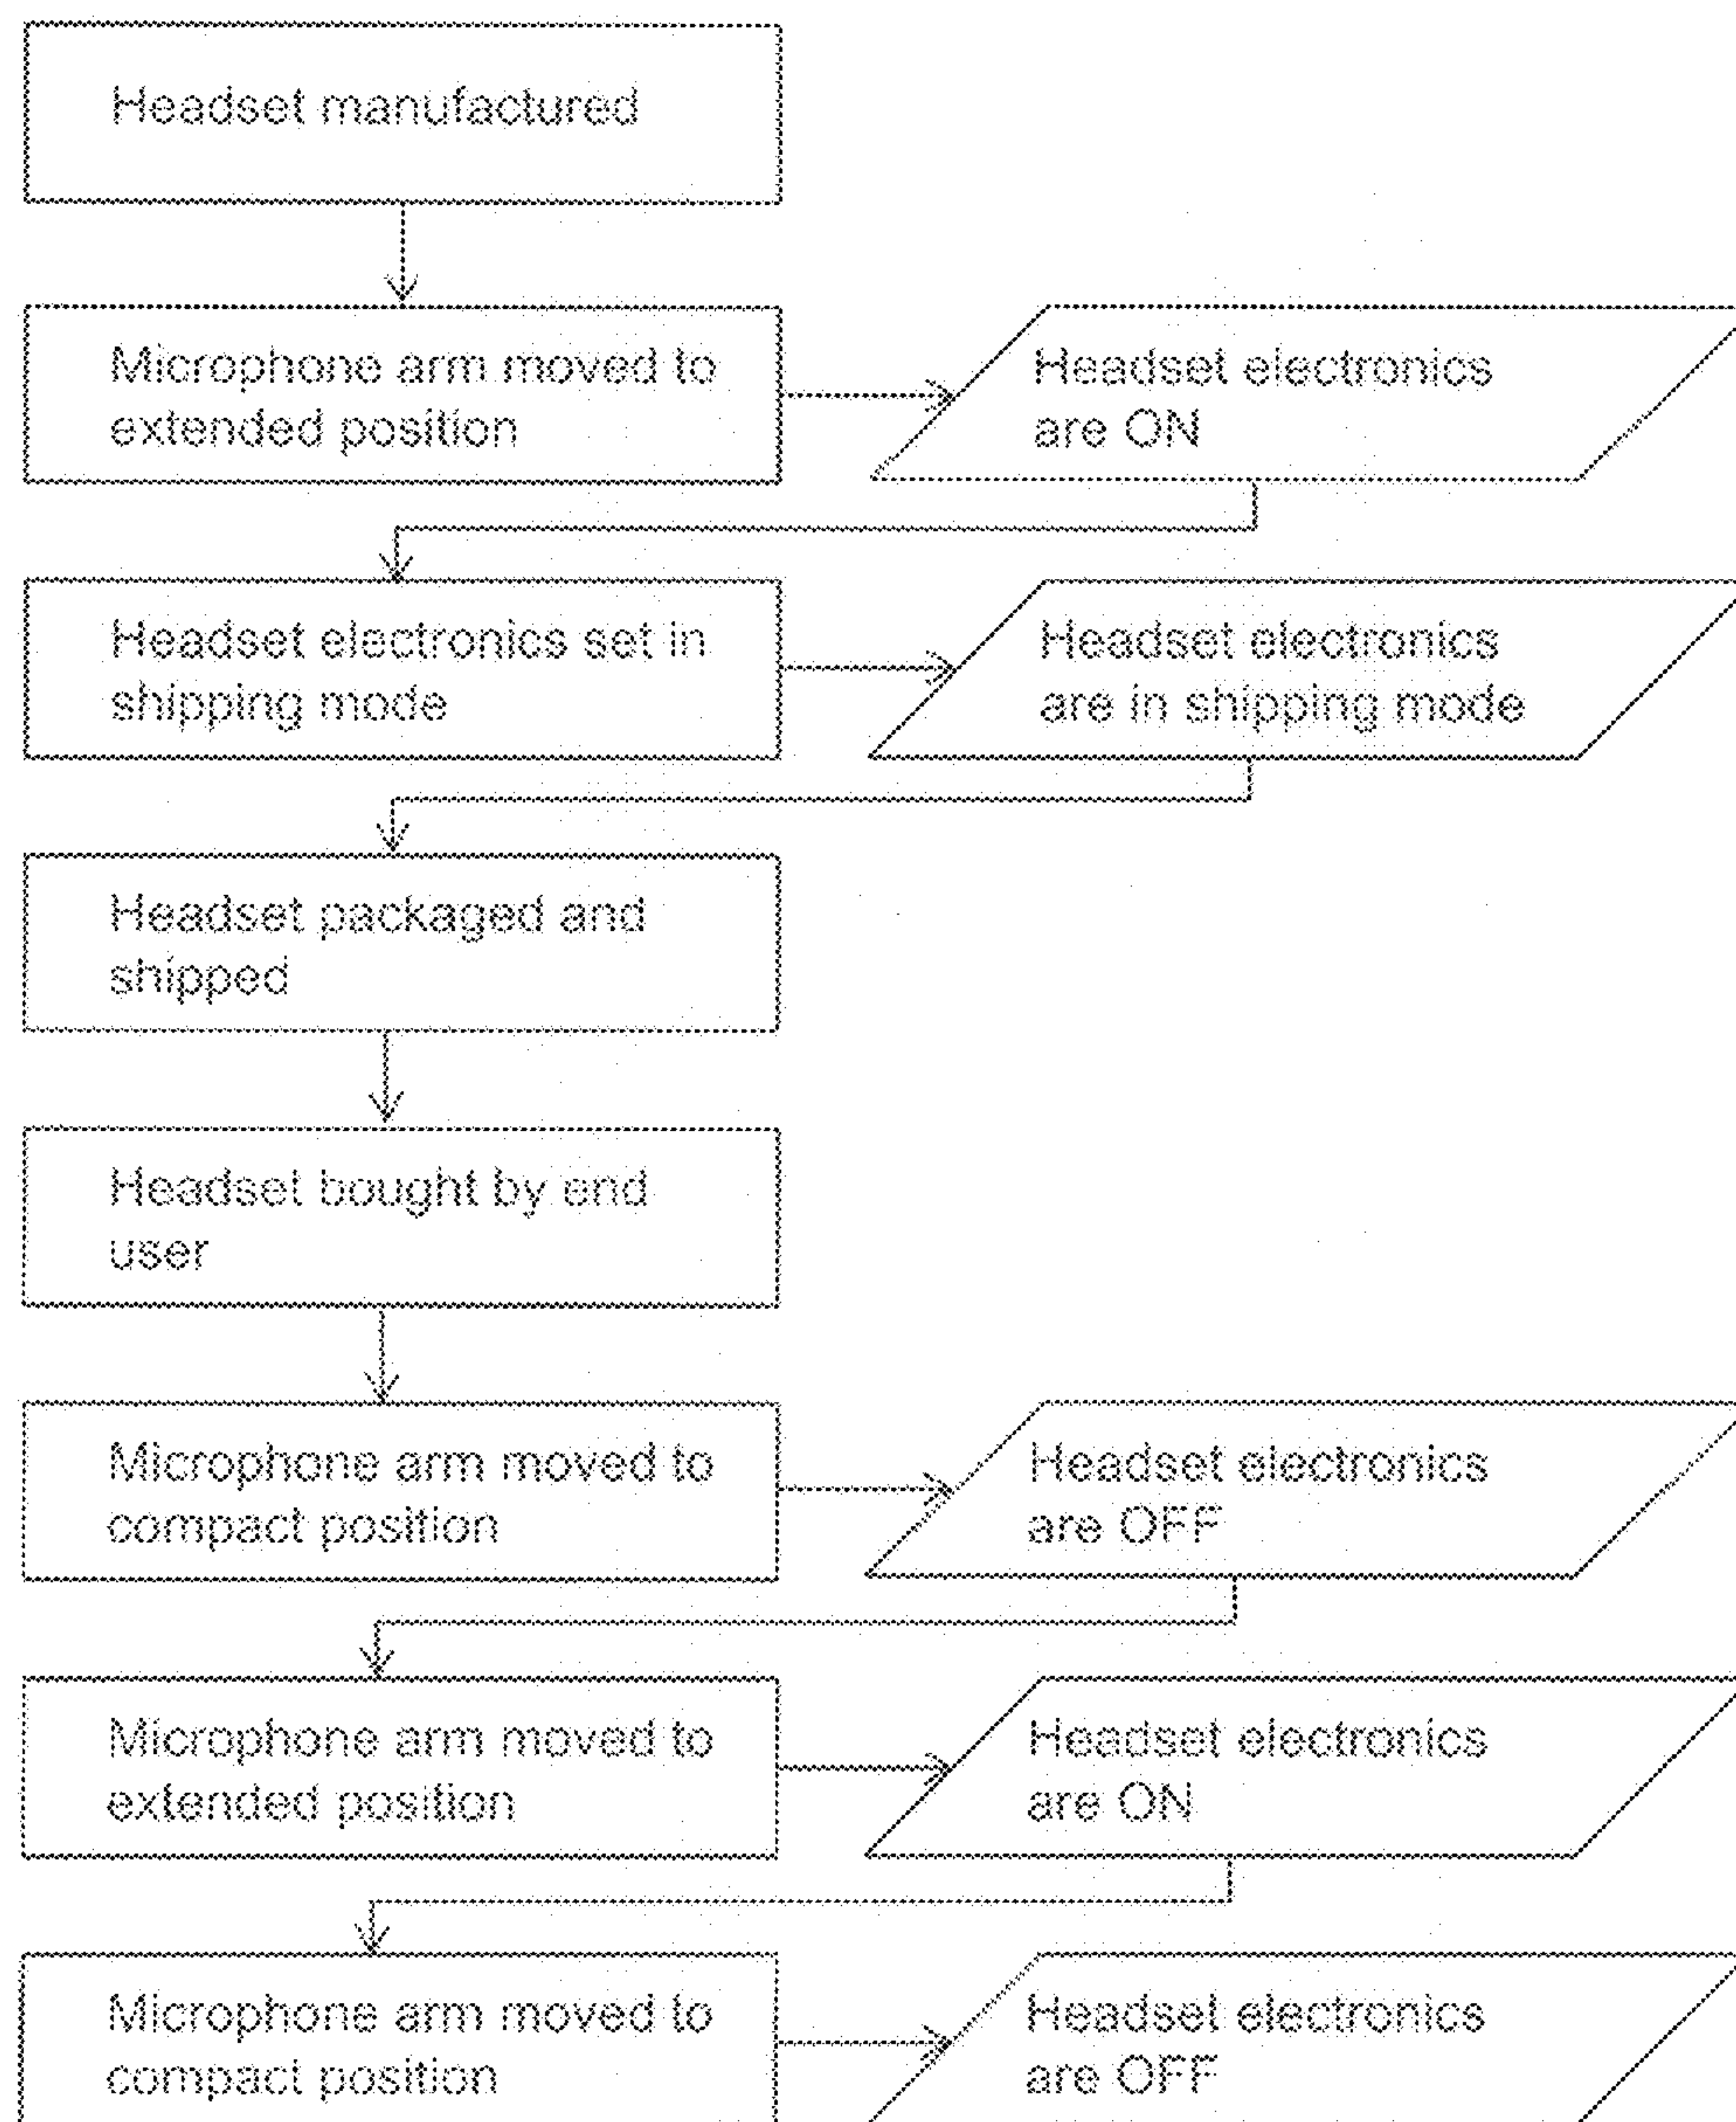 Headset manufactured
Microphone arm moved to
extended position
Headset electronics
are ON
Headset electronics set in
shipping mode
Headset electronics
are in shipping mode
Headset packaged and
shipped
Headset bought by end
user
Microphone arm moved to
compact position
Headset electronics
are OFF
Microphone arm moved to
extended position
Headset electronics
are ON
Microphone arm moved to
compact position
Headset electronics
are OFF